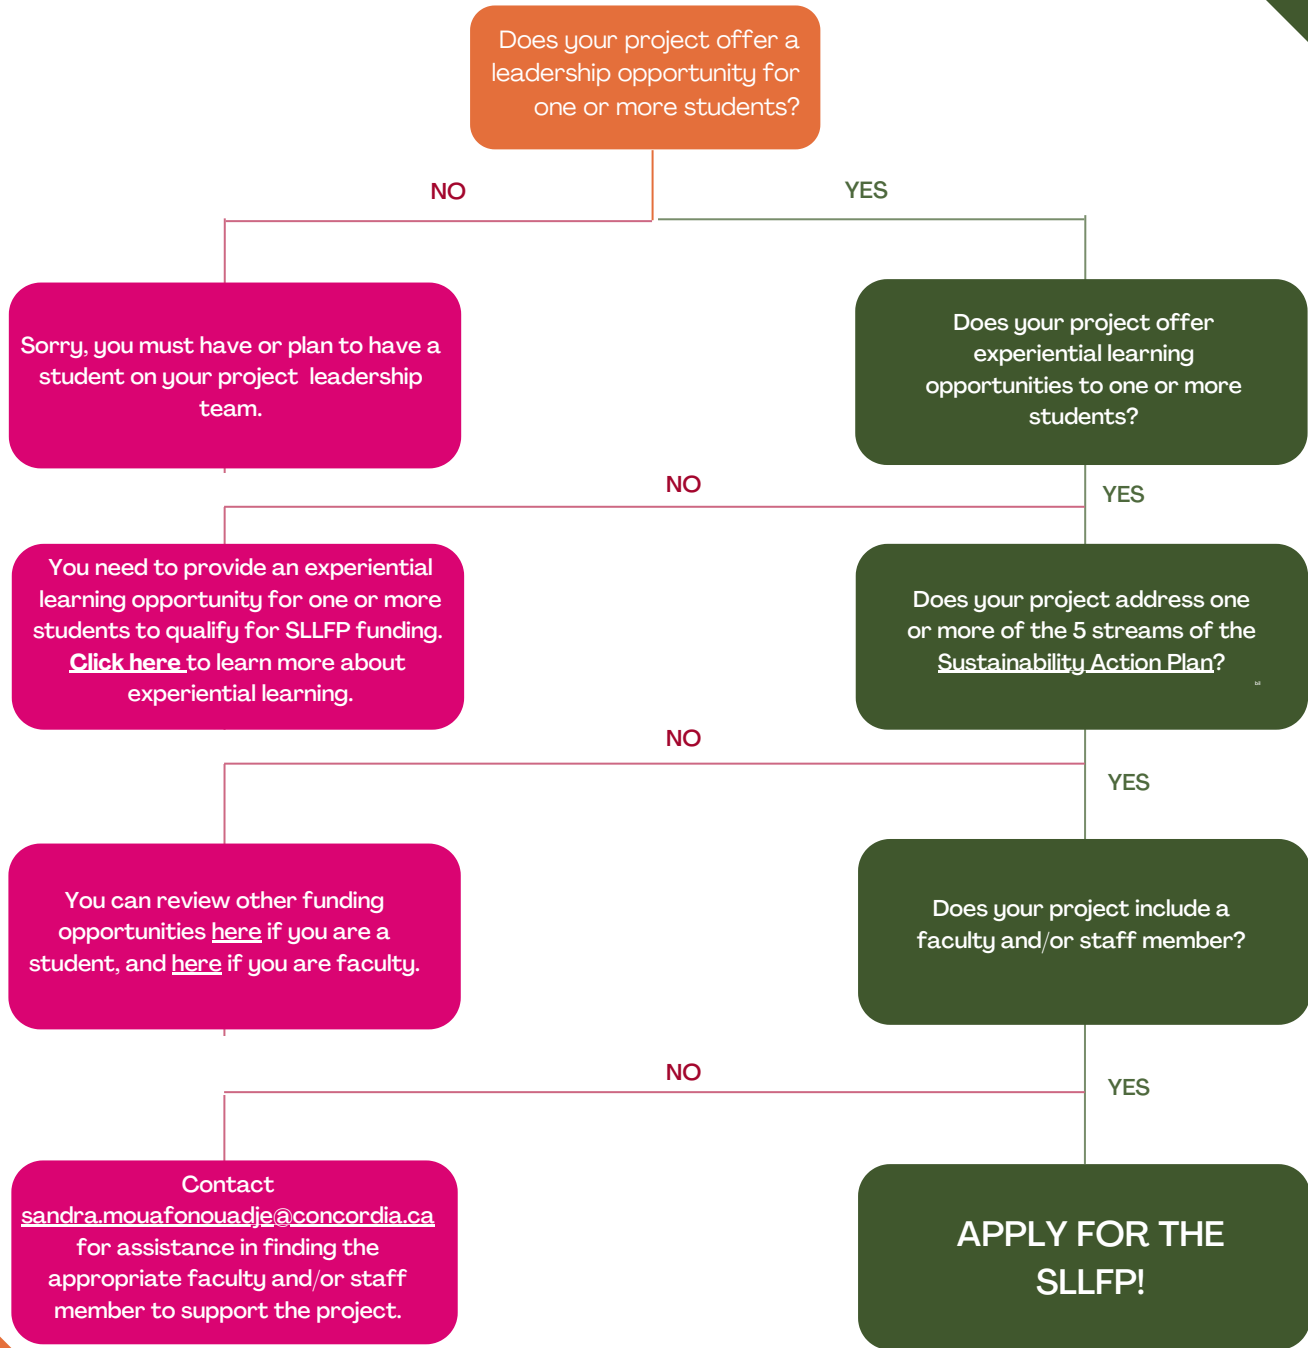 Does your project offer a
leadership opportunity for
one or more students?
NO
YES
Sorry, you must have or plan to have a
student on your project leadership
team.
Does your project offer
experiential learning
opportunities to one or more
students?
NO
YES
You need to provide an experiential
learning opportunity for one or more
students to qualify for SLLFP funding.
Click here to learn more about
experiential learning.
Does your project address one
or more of the 5 streams of the
Sustainability Action Plan?
NO
YES
You can review other funding
opportunities here if you are a
student, and here if you are faculty.
Does your project include a
faculty and/or staff member?
NO
YES
Contact
sandra.mouafonouadje@concordia.ca
for assistance in finding the
appropriate faculty and/or staff
member to support the project.
APPLY FOR THE
SLLFP!